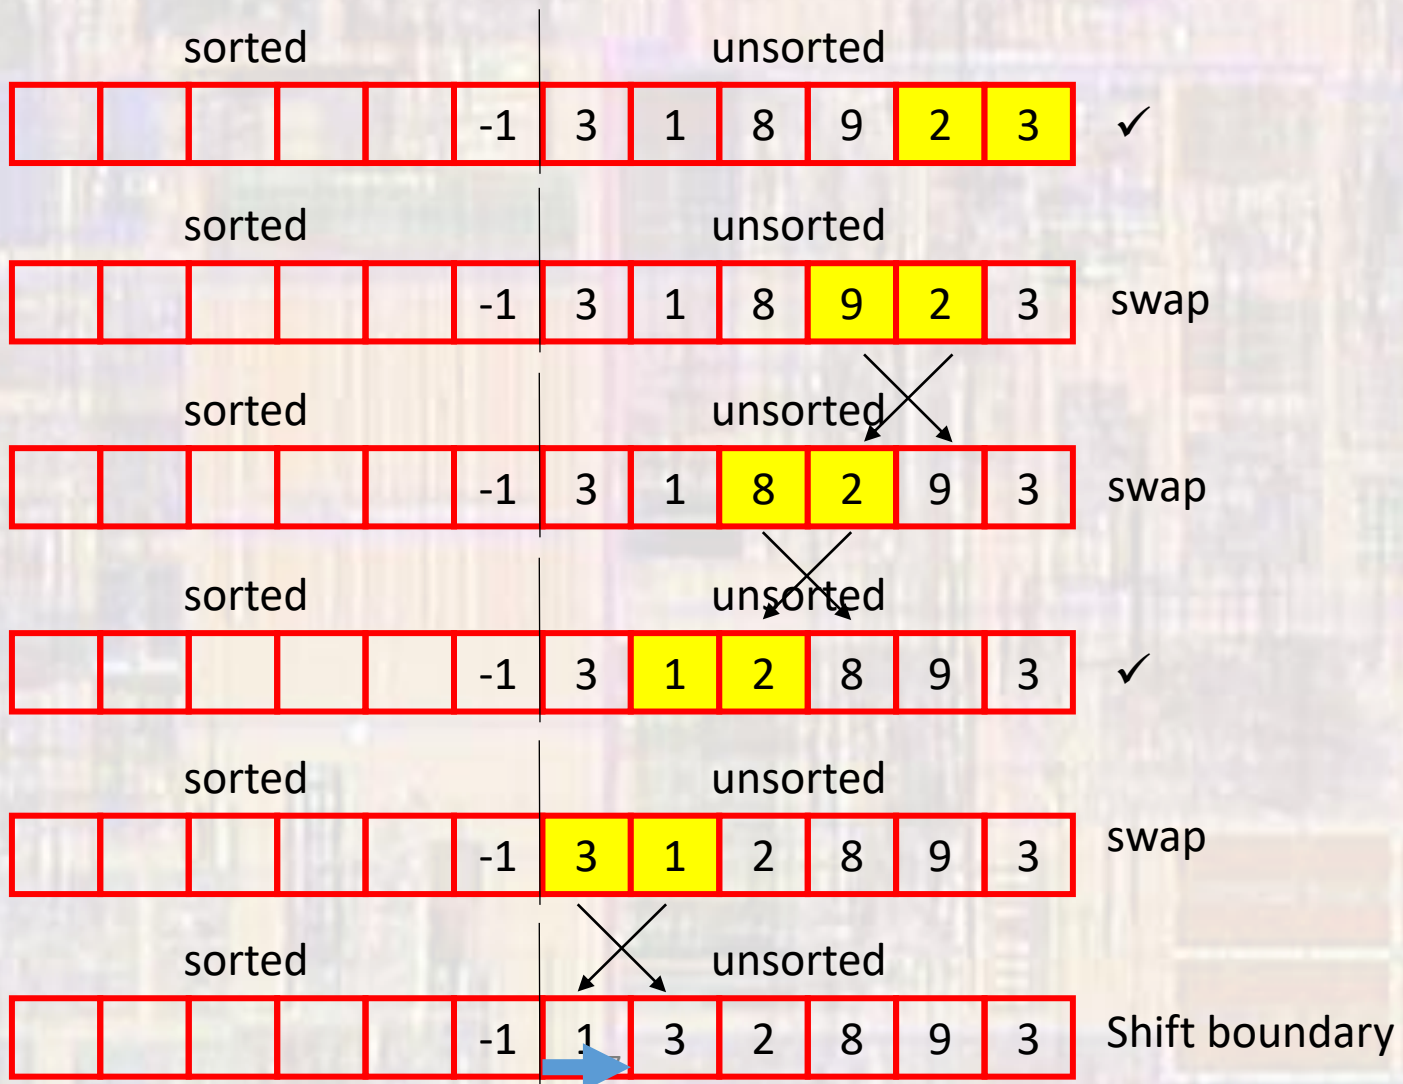 sorted unsorted
-1 3 1 8 9 2 3 ✓
sorted unsorted
-1 3 1 8 9 2 3 swap
sorted unsorted
-1 3 1 8 2 9 3 swap
sorted unsorted
-1 3 1 2 8 9 3 ✓
sorted unsorted
-1 3 1 2 8 9 3 swap
sorted unsorted
-1 1 3 2 8 9 3 Shift boundary